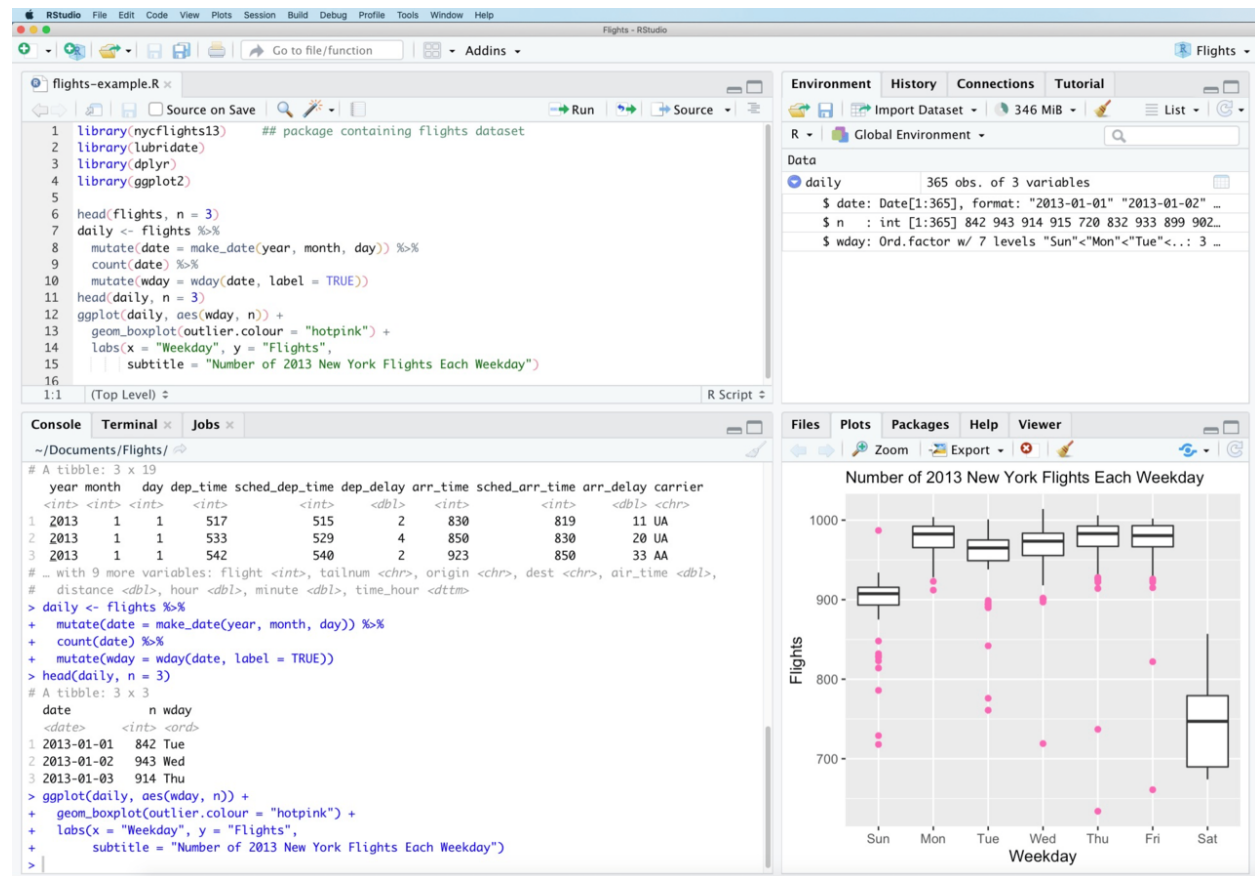 RStudio File Edit Code View Plots Session Build Debug Profile Tools Window Help
Flights - RStudio
Go to file/function Addins Flights
flights-example.R
Source on Save Run Source
1 library(nycflights13)     ## package containing flights dataset
2 library(lubridate)
3 library(dplyr)
4 library(ggplot2)
5
6 head(flights, n = 3)
7 daily <- flights %>%
8   mutate(date = make_date(year, month, day)) %>%
9   count(date) %>%
10   mutate(wday = wday(date, label = TRUE))
11 head(daily, n = 3)
12 ggplot(daily, aes(wday, n)) +
13   geom_boxplot(outlier.colour = "hotpink") +
14   labs(x = "Weekday", y = "Flights",
15        subtitle = "Number of 2013 New York Flights Each Weekday")
16
1:1 (Top Level) R Script
Console Terminal Jobs
~/Documents/Flights/
# A tibble: 3 x 19
   year month   day dep_time sched_dep_time dep_delay arr_time sched_arr_time arr_delay carrier
  <int> <int> <int>    <int>          <int>     <dbl>    <int>          <int>     <dbl> <chr>
1  2013     1     1      517            515         2      830            819        11 UA
2  2013     1     1      533            529         4      850            830        20 UA
3  2013     1     1      542            540         2      923            850        33 AA
# … with 9 more variables: flight <int>, tailnum <chr>, origin <chr>, dest <chr>, air_time <dbl>,
#   distance <dbl>, hour <dbl>, minute <dbl>, time_hour <dttm>
> daily <- flights %>%
+   mutate(date = make_date(year, month, day)) %>%
+   count(date) %>%
+   mutate(wday = wday(date, label = TRUE))
> head(daily, n = 3)
# A tibble: 3 x 3
  date           n wday
  <date>     <int> <ord>
1 2013-01-01   842 Tue
2 2013-01-02   943 Wed
3 2013-01-03   914 Thu
> ggplot(daily, aes(wday, n)) +
+   geom_boxplot(outlier.colour = "hotpink") +
+   labs(x = "Weekday", y = "Flights",
+        subtitle = "Number of 2013 New York Flights Each Weekday")
>
Environment History Connections Tutorial
Import Dataset 346 MiB List
R Global Environment
Data
daily 365 obs. of 3 variables
$ date: Date[1:365], format: "2013-01-01" "2013-01-02" …
$ n   : int [1:365] 842 943 914 915 720 832 933 899 902…
$ wday: Ord.factor w/ 7 levels "Sun"<"Mon"<"Tue"<..: 3 …
Files Plots Packages Help Viewer
Zoom Export
Number of 2013 New York Flights Each Weekday
1000
900
800
700
Flights
Sun Mon Tue Wed Thu Fri Sat
Weekday